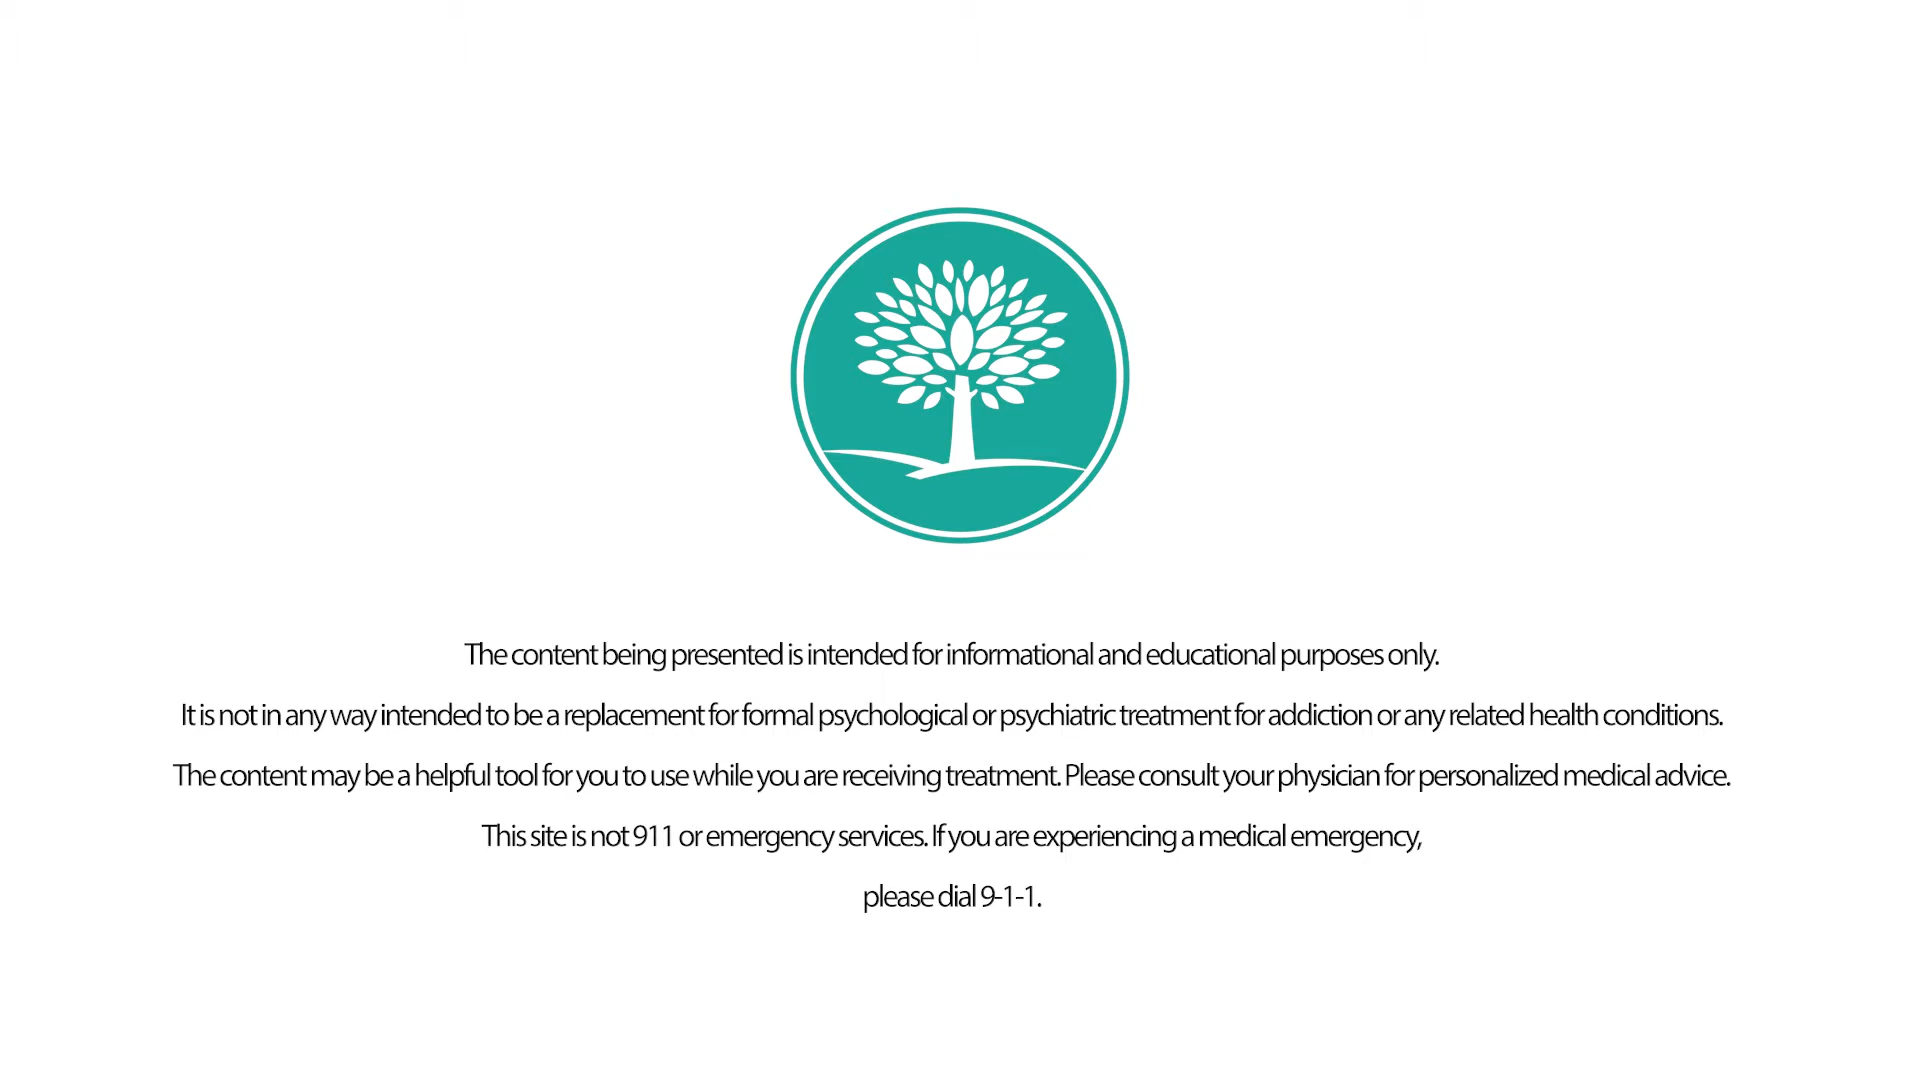 The content being presented is intended for informational and educational purposes only.
It is not in any way intended to be a replacement for formal psychological or psychiatric treatment for addiction or any related health conditions.
The content may be a helpful tool for you to use while you are receiving treatment. Please consult your physician for personalized medical advice.
This site is not 911 or emergency services. If you are experiencing a medical emergency,
please dial 9-1-1.